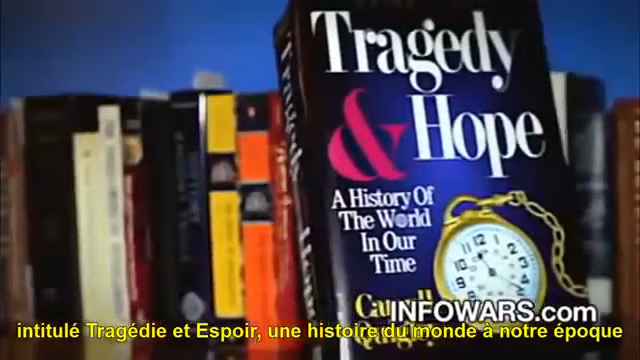 Tragedy
& Hope
A History Of
The World
In Our
Time
INFOWARS.com
intitulé Tragédie et Espoir, une histoire du monde à notre époque